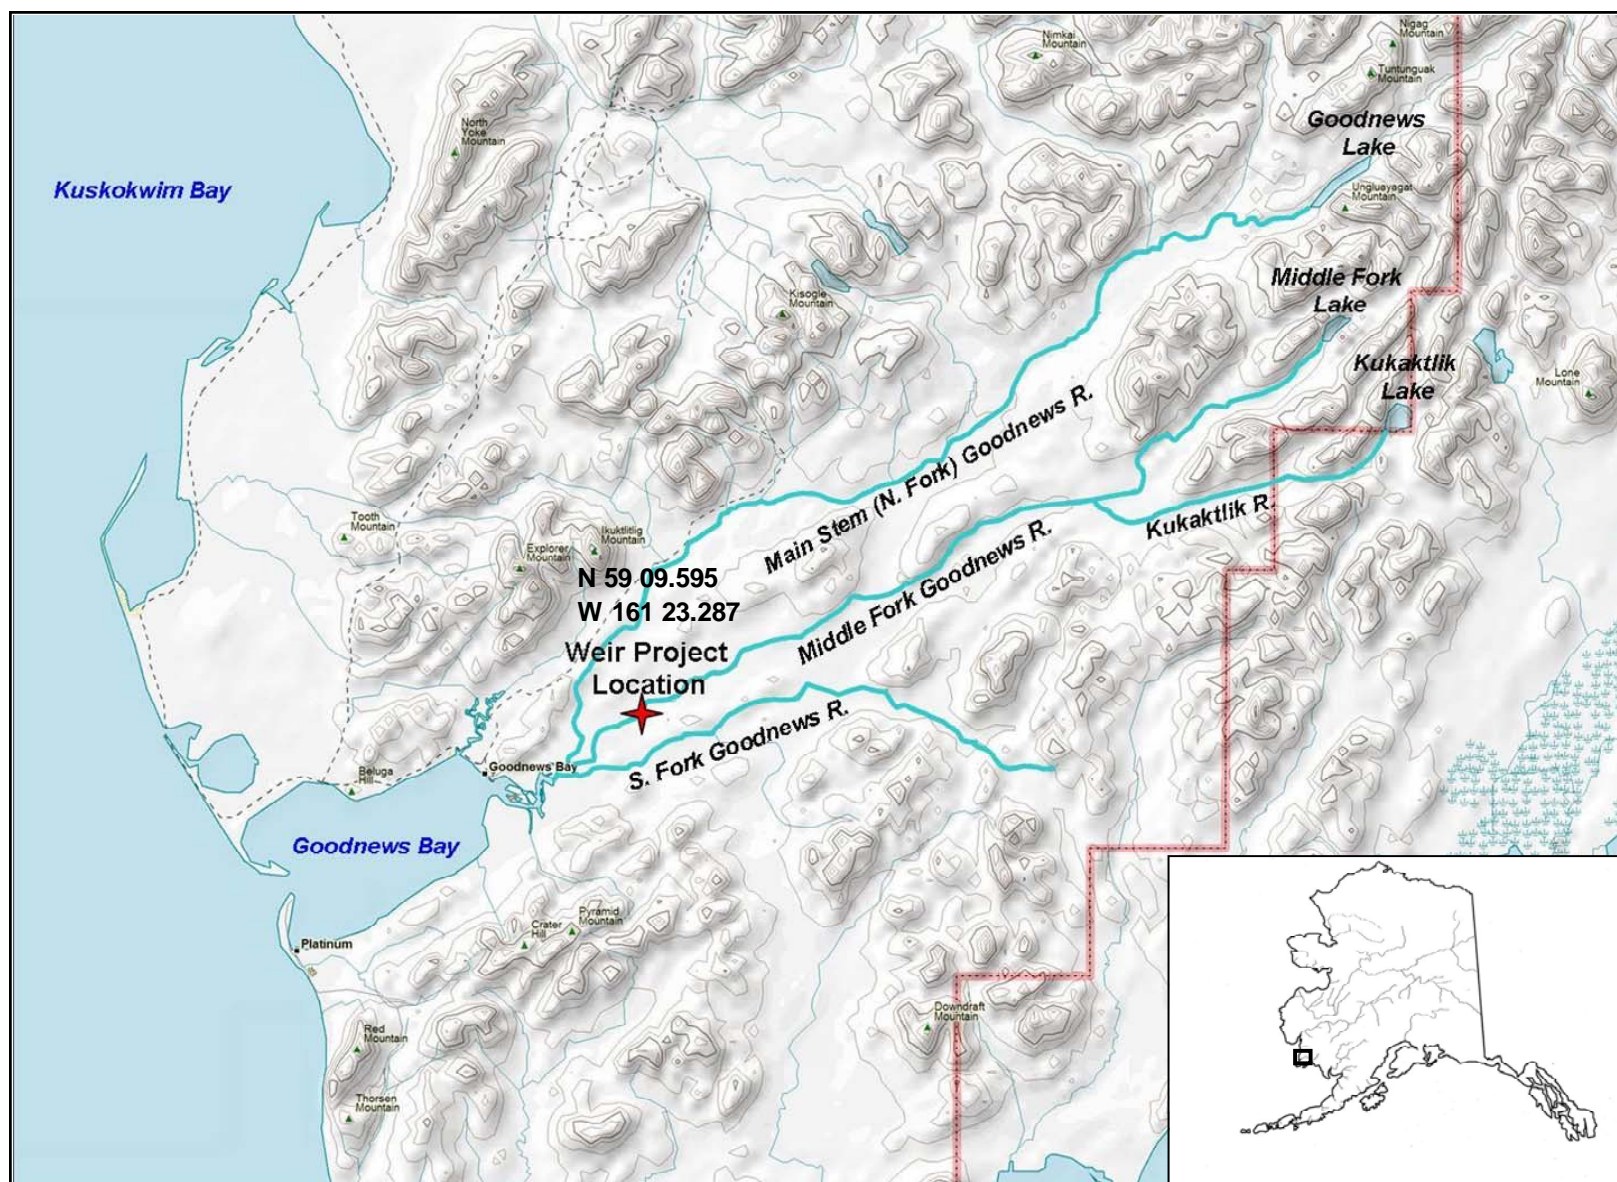 Nigag
Mountain
Nimkai
Mountain
Tuntunguak
Mountain
Goodnews
Lake
North
Yoke
Mountain
Kuskokwim Bay
Ungluayagat
Mountain
Middle Fork
Lake
Kisogle
Mountain
Kukaktlik
Lake
Lone
Mountain
Main Stem (N. Fork) Goodnews R.
Kukaktlik R.
Tooth
Mountain
Ikuktlitlig
Mountain
Explorer
Mountain
N 59 09.595
W 161 23.287
Middle Fork Goodnews R.
Weir Project
Location
S. Fork Goodnews R.
Goodnews Bay
Beluga
Hill
Goodnews Bay
Pyramid
Mountain
Crater
Hill
Platinum
Downdraft
Mountain
Red
Mountain
Thorsen
Mountain